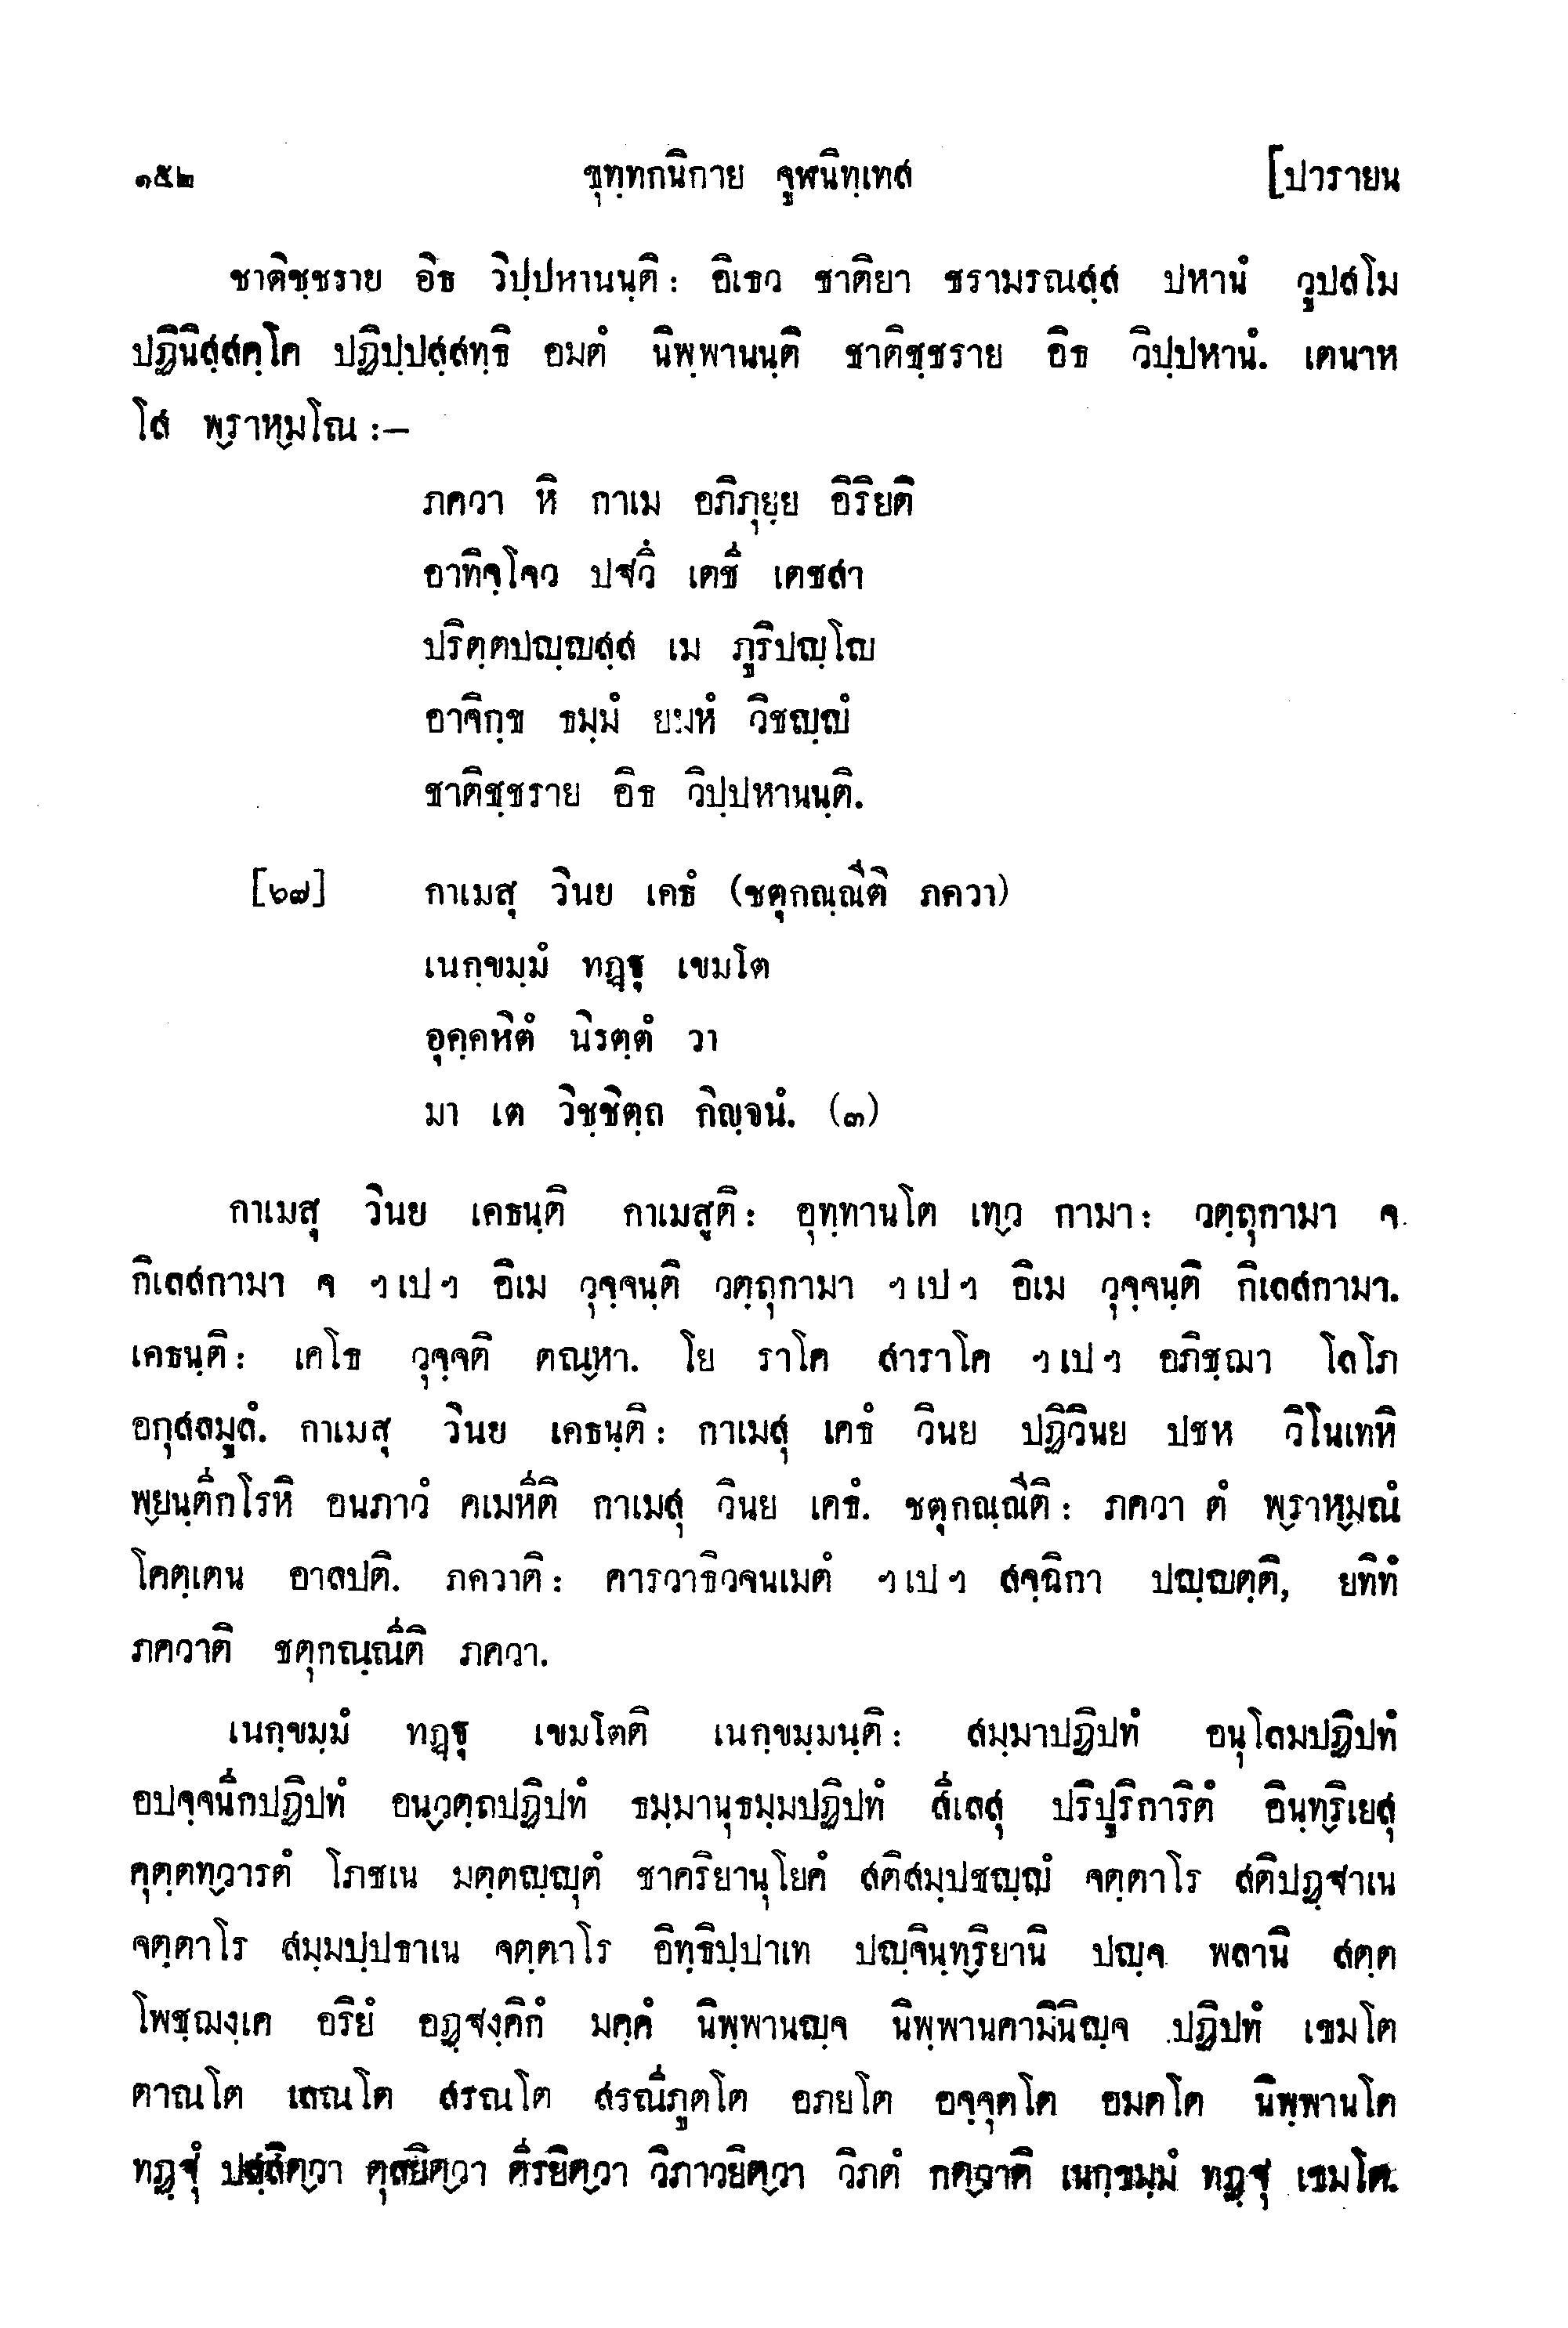 ๑๕๒ ขุทฺทกนิกาย จูฬนิทฺเทส [ปารายน
ชาติชฺชราย อิธ วิปฺปหานนฺติ: อิเธว ชาติยา ชรามรณสฺส ปหานํ วูปสโม
ปฏินิสฺสคฺโค ปฏิปฺปสฺสทฺธิ อมตํ นิพฺพานนฺติ ชาติชฺชราย อิธ วิปฺปหานํ. เตนาห
โส พฺราหฺมโณ :–
ภควา หิ กาเม อภิภุยฺย อิริยติ
อาทิจฺโจว ปฐวึ เตชี เตชสา
ปริตฺตปญฺญสฺส เม ภูริปญฺโญ
อาจิกฺข ธมฺมํ ยมหํ วิชญฺญํ
ชาติชฺชราย อิธ วิปฺปหานนฺติ.
[๖๗] กาเมสุ วินย เคธํ (ชตุกณฺณีติ ภควา)
เนกฺขมฺมํ ทฏฺฐุ เขมโต
อุคฺคหิตํ นิรตฺตํ วา
มา เต วิชฺชิตฺถ กิญฺจนํ. (๓)
กาเมสุ วินย เคธนฺติ กาเมสูติ: อุทฺทานโต เทฺว กามา: วตฺถุกามา จ
กิเลสกามา จ ฯเปฯ อิเม วุจฺจนฺติ วตฺถุกามา ฯเปฯ อิเม วุจฺจนฺติ กิเลสกามา.
เคธนฺติ: เคโธ วุจฺจติ ตณฺหา. โย ราโค สาราโค ฯเปฯ อภิชฺฌา โลโภ
อกุสลมูลํ. กาเมสุ วินย เคธนฺติ: กาเมสุ เคธํ วินย ปฏิวินย ปชห วิโนเทหิ
พฺยนฺตีกโรหิ อนภาวํ คเมหีติ กาเมสุ วินย เคธํ. ชตุกณฺณีติ: ภควา ตํ พฺราหฺมณํ
โคตฺเตน อาลปติ. ภควาติ: คารวาธิวจนเมตํ ฯเปฯ สจฺฉิกา ปญฺญตฺติ, ยทิทํ
ภควาติ ชตุกณฺณีติ ภควา.
เนกฺขมฺมํ ทฏฺฐุ เขมโตติ เนกฺขมฺมนฺติ: สมฺมาปฏิปทํ อนุโลมปฏิปทํ
อปจฺจนีกปฏิปทํ อนฺวตฺถปฏิปทํ ธมฺมานุธมฺมปฏิปทํ สีเลสุ ปริปูริการิตํ อินฺทฺริเยสุ
คุตฺตทฺวารตํ โภชเน มตฺตญฺญุตํ ชาคริยานุโยคํ สติสมฺปชญฺญํ จตฺตาโร สติปฏฺฐาเน
จตฺตาโร สมฺมปฺปธาเน จตฺตาโร อิทฺธิปฺปาเท ปญฺจินฺทฺริยานิ ปญฺจ พลานิ สตฺต
โพชฺฌงฺเค อริยํ อฏฺฐงฺคิกํ มคฺคํ นิพฺพานญฺจ นิพฺพานคามินิญฺจ ปฏิปทํ เขมโต
ตาณโต เลณโต สรณโต สรณีภูตโต อภยโต อจฺจุตโต อมตโต นิพฺพานโต
ทฏฺฐุํ ปสฺสิตฺวา ตุลยิตฺวา ตีรยิตฺวา วิภาวยิตฺวา วิภตํ กตฺวาติ เนกฺขมฺมํ ทฏฺฐุ เขมโต.